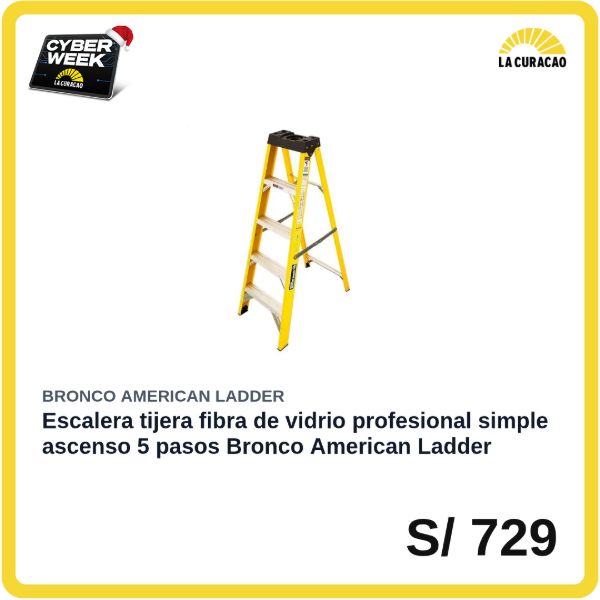 CYBER
WEEK
LA CURACAO
LA CURACAO
BRONCO AMERICAN LADDER
Escalera tijera fibra de vidrio profesional simple
ascenso 5 pasos Bronco American Ladder
S/ 729